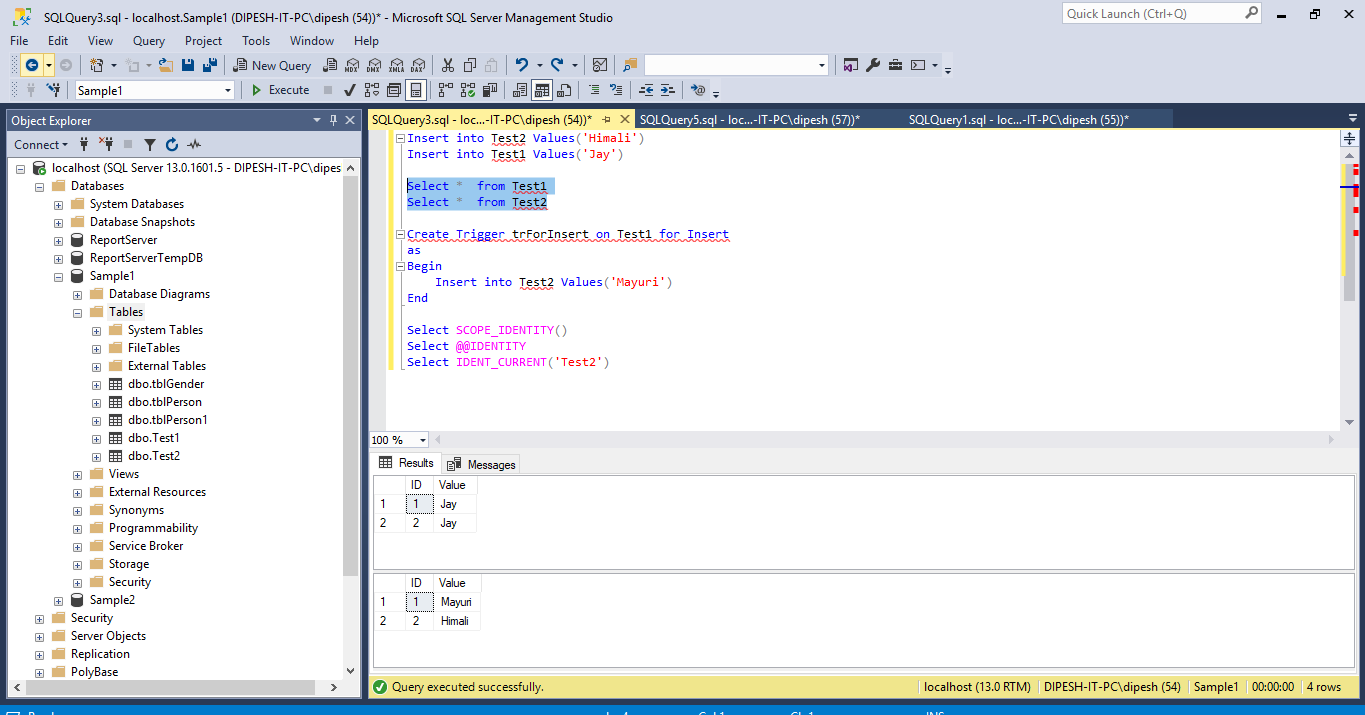 SQLQuery3.sql - localhost.Sample1 (DIPESH-IT-PC\dipesh (54))* - Microsoft SQL Server Management Studio
Quick Launch (Ctrl+Q)
File Edit View Query Project Tools Window Help
New Query MDX DMX XMLA DAX
Sample1 Execute
Object Explorer
Connect
localhost (SQL Server 13.0.1601.5 - DIPESH-IT-PC\dipes
Databases
System Databases
Database Snapshots
ReportServer
ReportServerTempDB
Sample1
Database Diagrams
Tables
System Tables
FileTables
External Tables
dbo.tblGender
dbo.tblPerson
dbo.tblPerson1
dbo.Test1
dbo.Test2
Views
External Resources
Synonyms
Programmability
Service Broker
Storage
Security
Sample2
Security
Server Objects
Replication
PolyBase
SQLQuery3.sql - loc...-IT-PC\dipesh (54))* SQLQuery5.sql - loc...-IT-PC\dipesh (57))* SQLQuery1.sql - loc...-IT-PC\dipesh (55))*
Insert into Test2 Values('Himali')
Insert into Test1 Values('Jay')
Select * from Test1
Select * from Test2
Create Trigger trForInsert on Test1 for Insert
as
Begin
Insert into Test2 Values('Mayuri')
End
Select SCOPE_IDENTITY()
Select @@IDENTITY
Select IDENT_CURRENT('Test2')
100 %
Results Messages
ID Value
1 1 Jay
2 2 Jay
ID Value
1 1 Mayuri
2 2 Himali
Query executed successfully. localhost (13.0 RTM) DIPESH-IT-PC\dipesh (54) Sample1 00:00:00 4 rows